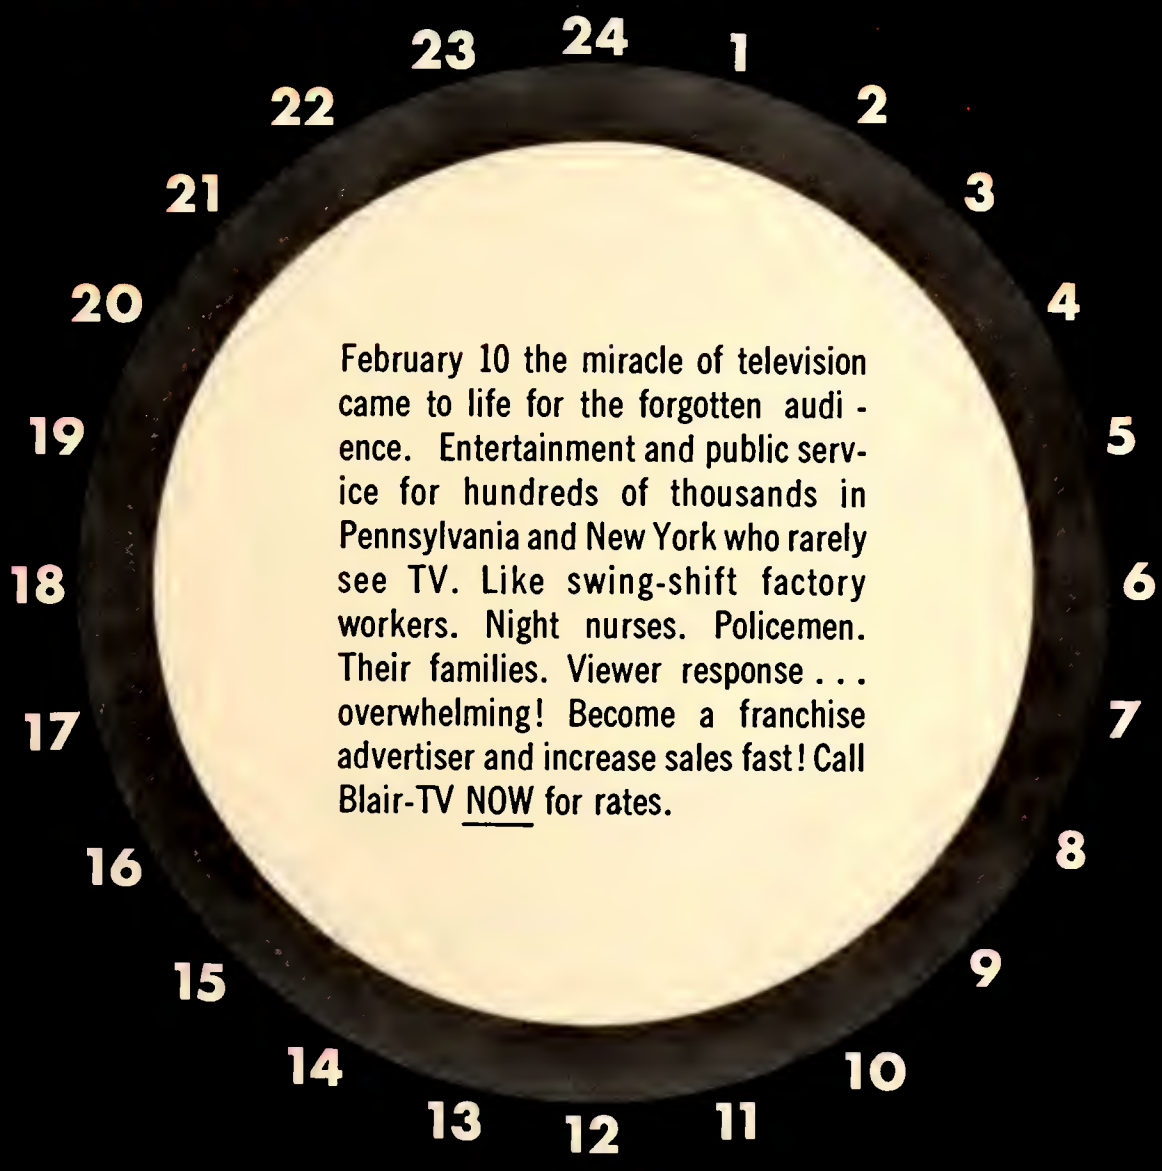 24
23
1
22
2
21
3
20
4
February 10 the miracle of television
came to life for the forgotten audi -
ence. Entertainment and public serv-
19
5
ice for hundreds of thousands in
Pennsylvania and New York who rarely
see TV. Like swing-shift factory
18
6
workers. Night nurses. Policemen.
Their families. Viewer response . . .
overwhelming! Become a franchise
17
7
advertiser and increase sales fast! Call
Blair-TV NOW for rates.
16
8
15
9
14
10
13
11
12